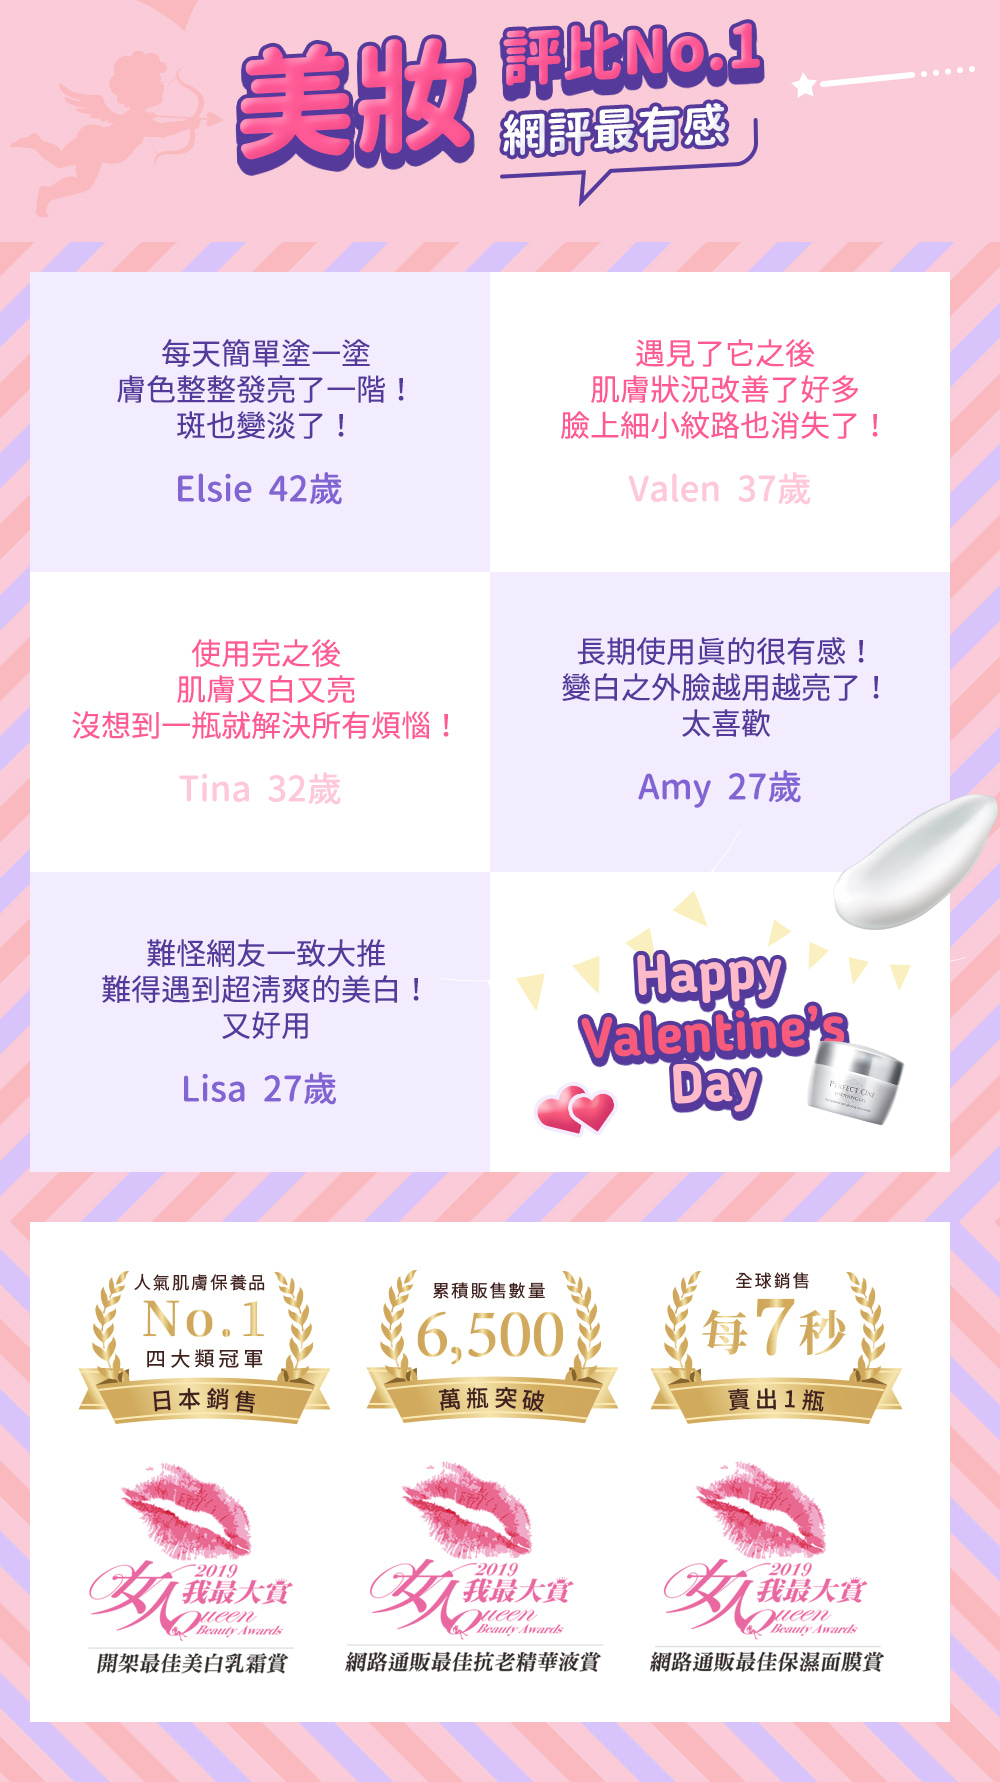 美妝
評比No.1
網評最有感
每天簡單塗一塗
膚色整整發亮了一階！
斑也變淡了！
Elsie 42歲
遇見了它之後
肌膚狀況改善了好多
臉上細小紋路也消失了！
Valen 37歲
使用完之後
肌膚又白又亮
沒想到一瓶就解決所有煩惱！
Tina 32歲
長期使用真的很有感！
變白之外臉越用越亮了！
太喜歡
Amy 27歲
難怪網友一致大推
難得遇到超清爽的美白！
又好用
Lisa 27歲
Happy
Valentine's
Day
PERFECT ONE
人氣肌膚保養品
No.1
四大類冠軍
日本銷售
累積販售數量
6,500
萬瓶突破
全球銷售
每7秒
賣出1瓶
2019
女人我最大賞
Queen
Beauty Awards
開架最佳美白乳霜賞
2019
女人我最大賞
Queen
Beauty Awards
網路通販最佳抗老精華液賞
2019
女人我最大賞
Queen
Beauty Awards
網路通販最佳保濕面膜賞